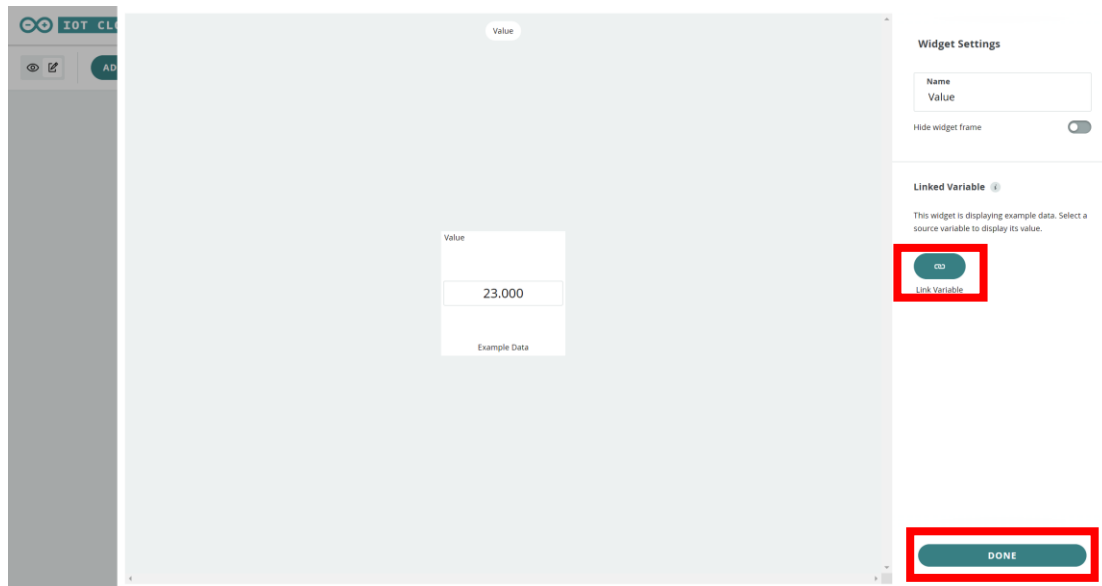 IOT CL
AD
Value
Value
23.000
Example Data
Widget Settings
Name
Value
Hide widget frame
Linked Variable i
This widget is displaying example data. Select a
source variable to display its value.
Link Variable
DONE